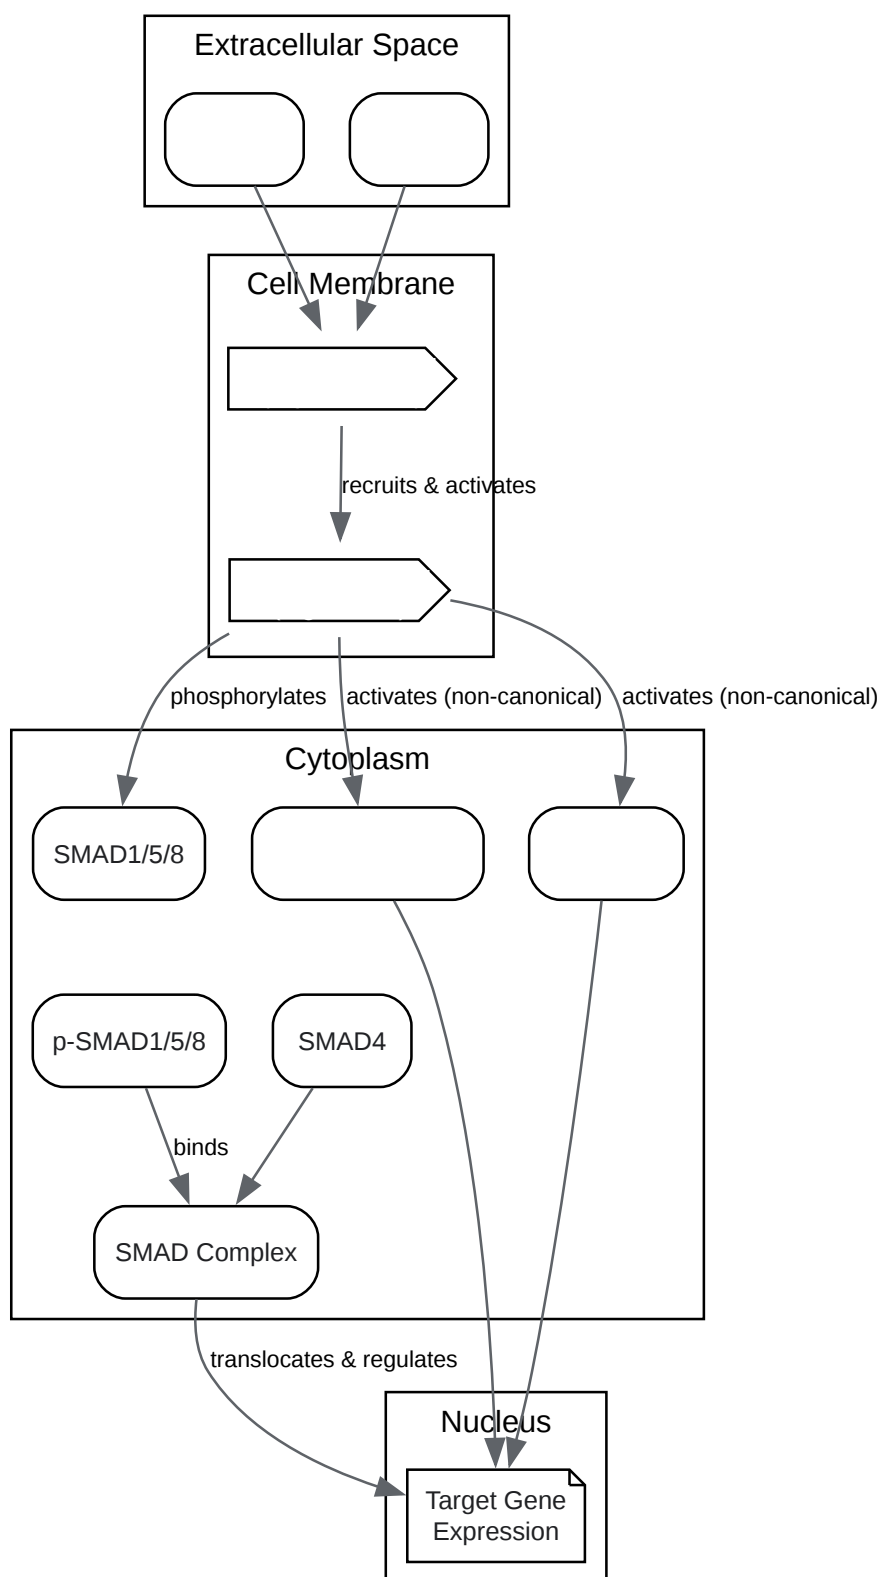 Extracellular Space
Cell Membrane
recruits & activates
phosphorylates
activates (non-canonical)
activates (non-canonical)
Cytoplasm
SMAD1/5/8
p-SMAD1/5/8
SMAD4
binds
SMAD Complex
translocates & regulates
Nucleus
Target Gene
Expression